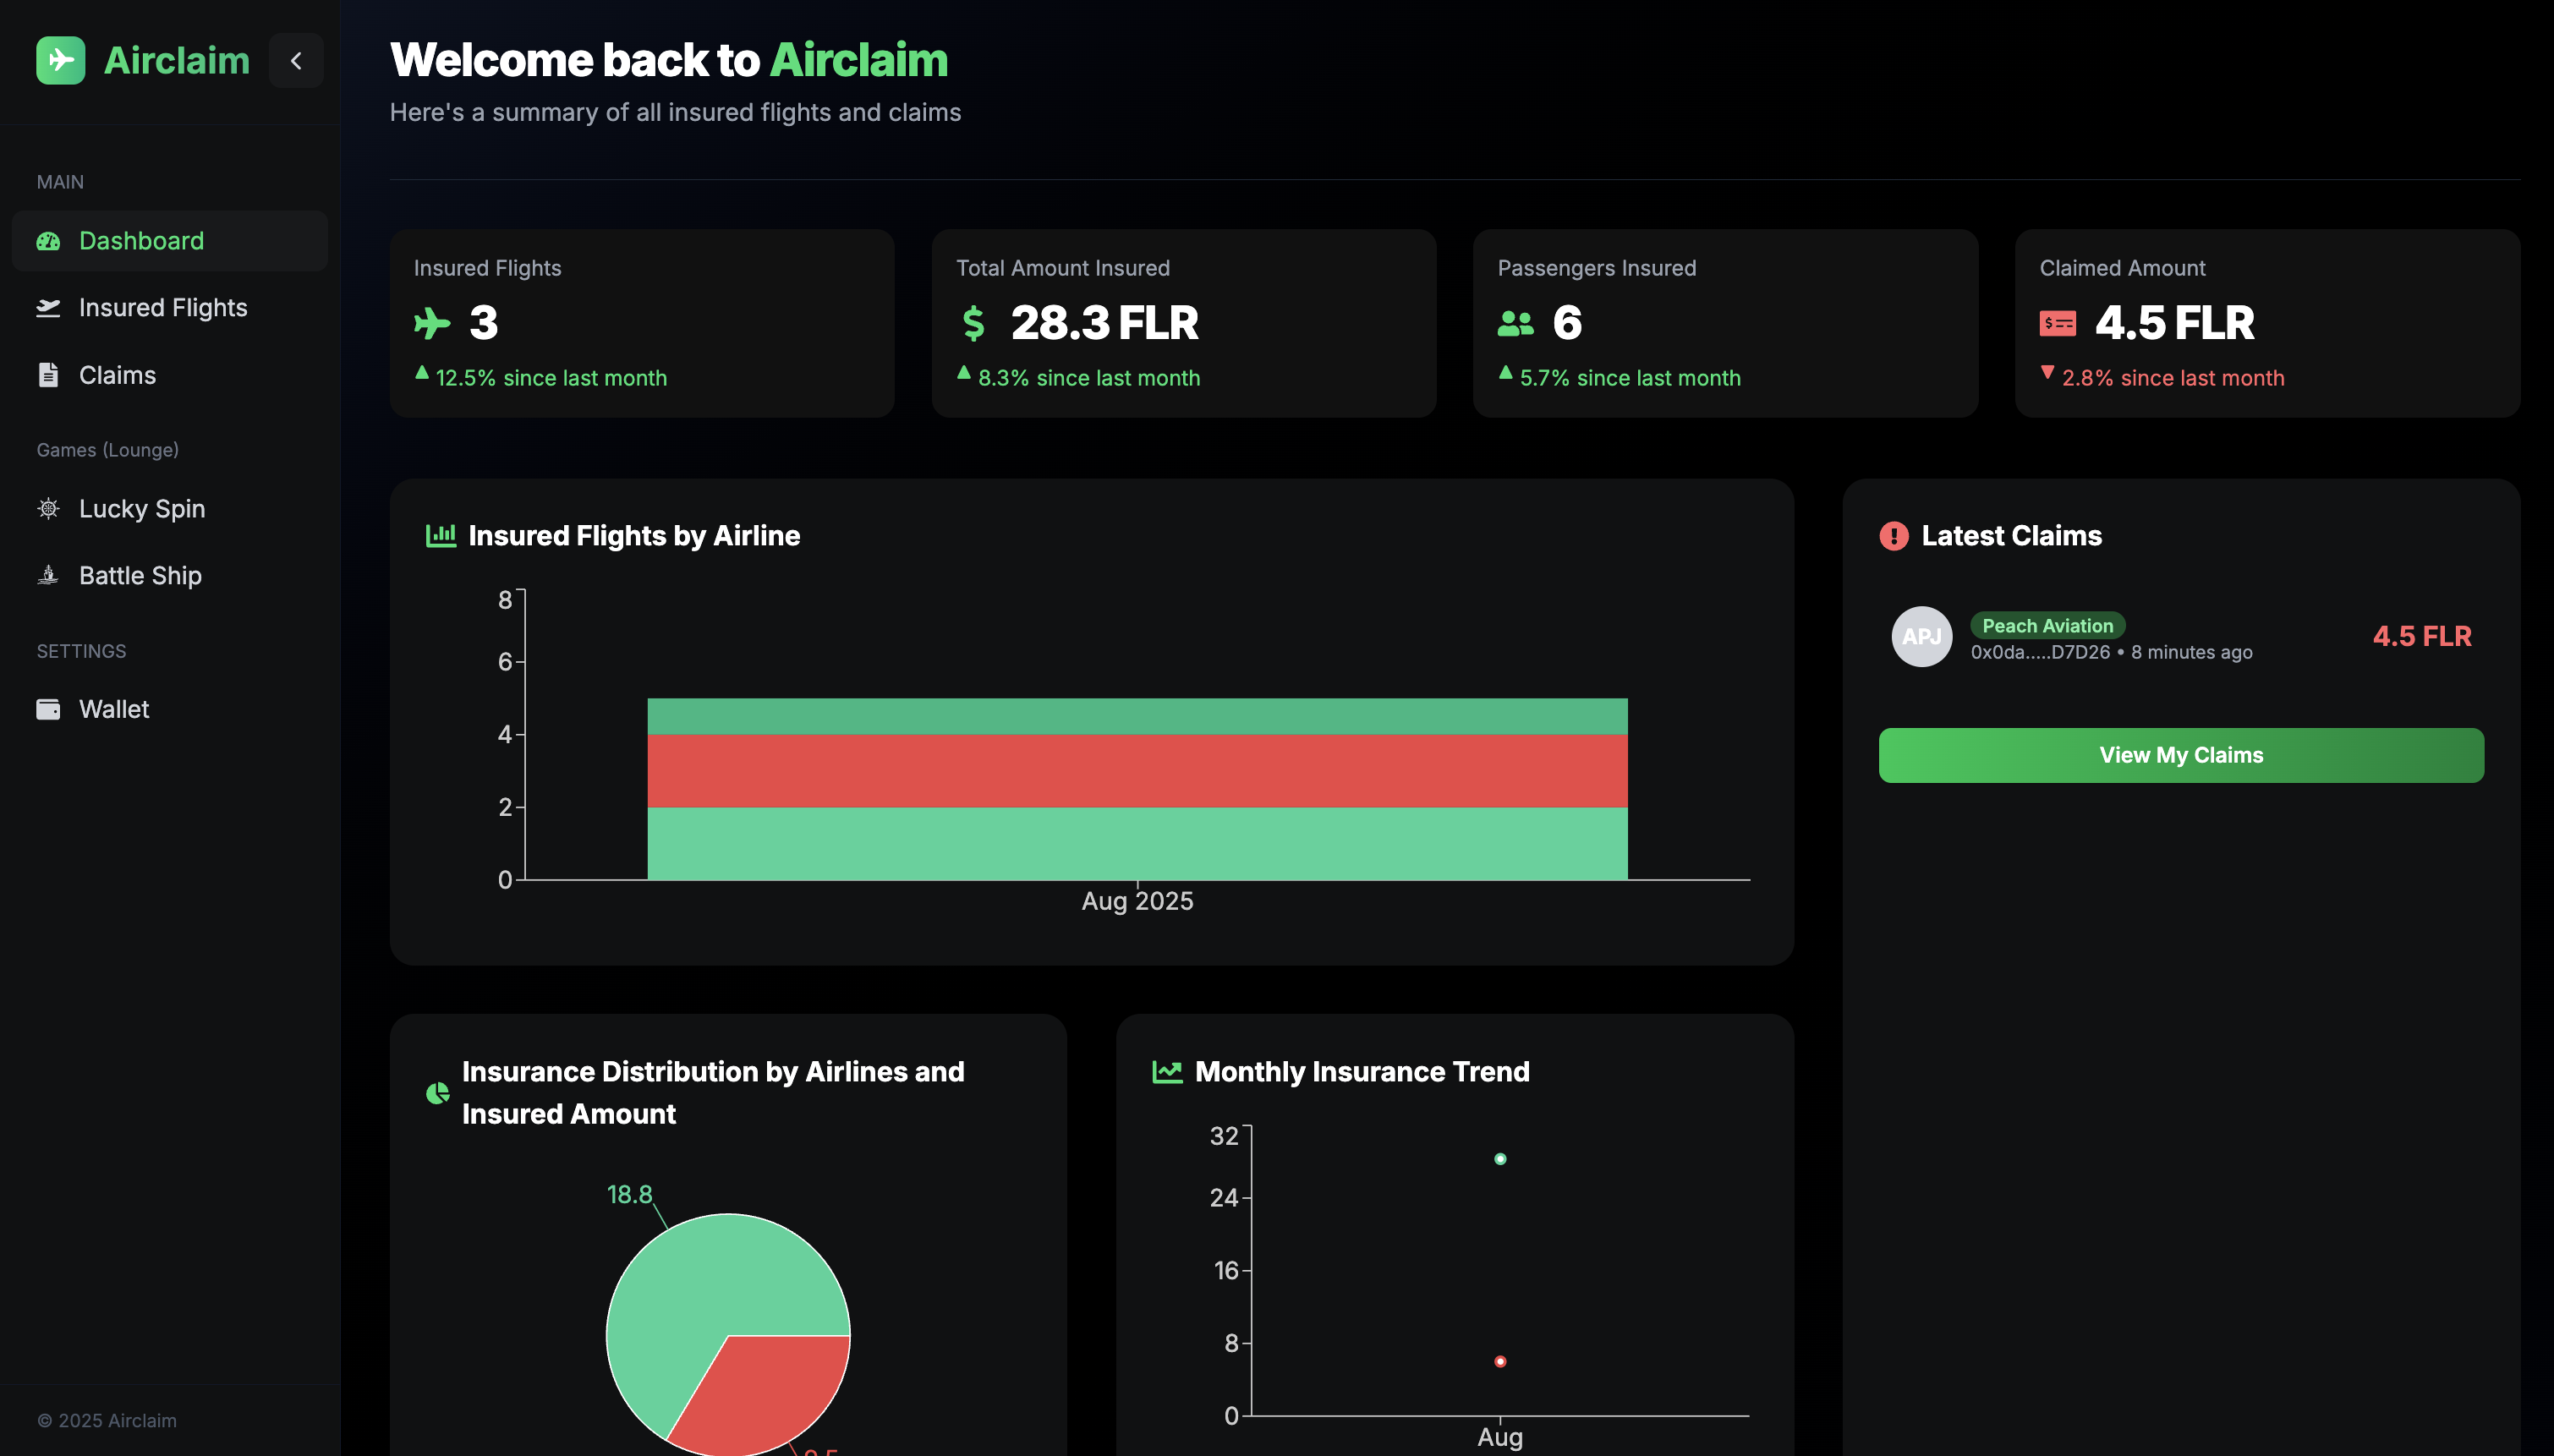 Airclaim
MAIN
Dashboard
Insured Flights
Claims
Games (Lounge)
Lucky Spin
Battle Ship
SETTINGS
Wallet
© 2025 Airclaim
Welcome back to Airclaim
Here's a summary of all insured flights and claims
Insured Flights
3
12.5% since last month
Total Amount Insured
28.3 FLR
8.3% since last month
Passengers Insured
6
5.7% since last month
Claimed Amount
4.5 FLR
2.8% since last month
Insured Flights by Airline
8
6
4
2
0
Aug 2025
Latest Claims
APJ
Peach Aviation
0x0da.....D7D26 • 8 minutes ago
4.5 FLR
View My Claims
Insurance Distribution by Airlines and
Insured Amount
18.8
Monthly Insurance Trend
32
24
16
8
0
Aug